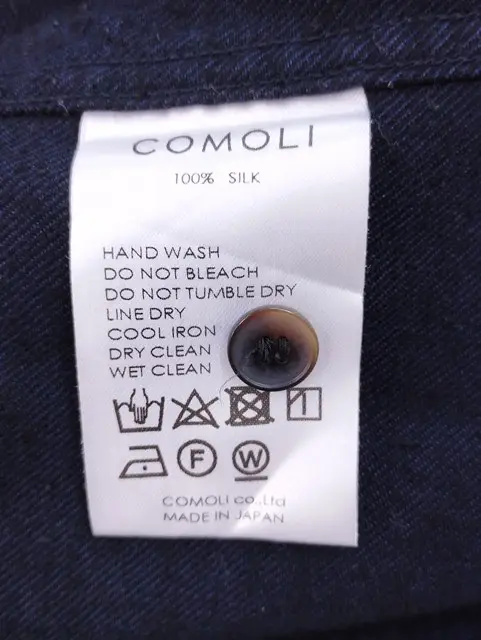 COMOLI
100% SILK
HAND WASH
DO NOT BLEACH
DO NOT TUMBLE DRY
LINE DRY
COOL IRON
DRY CLEAN
WET CLEAN
F W
COMOLI co.,Ltd
MADE IN JAPAN